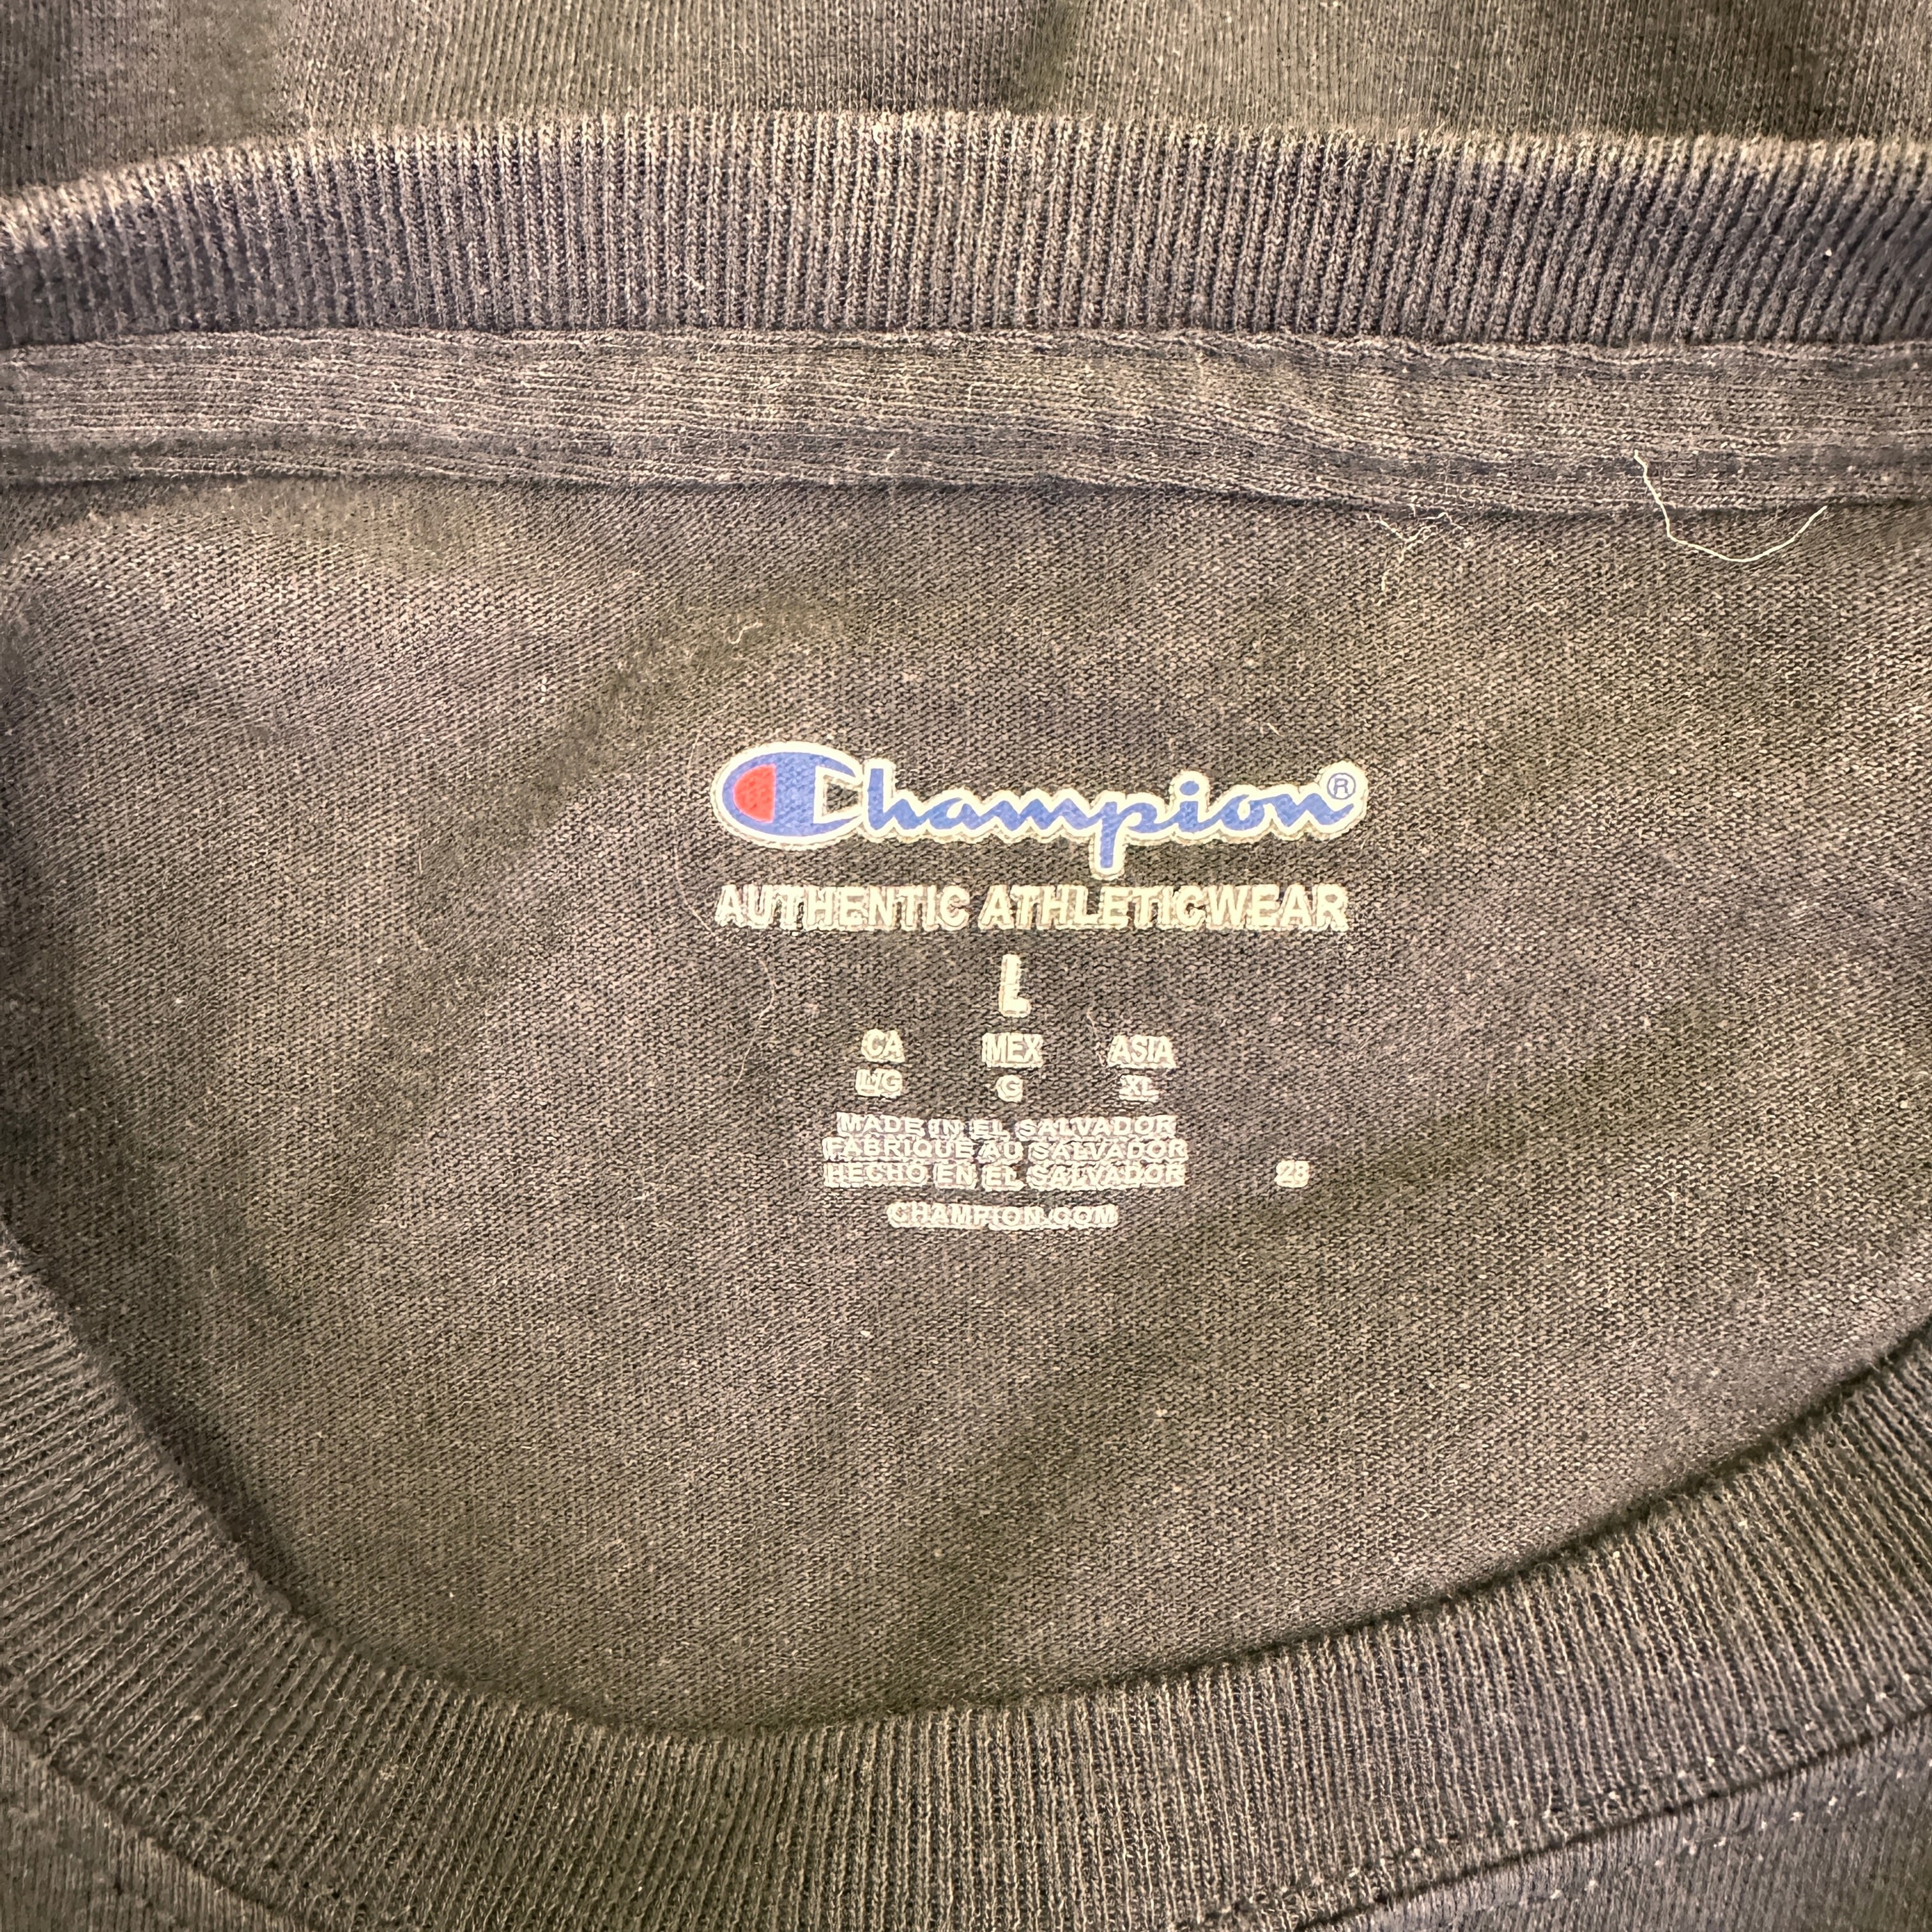 Champion®
AUTHENTIC ATHLETICWEAR
L
CA MEX ASIA
L/G G XL
MADE IN EL SALVADOR
FABRIQUÉ AU SALVADOR
HECHO EN EL SALVADOR 28
CHAMPION.COM